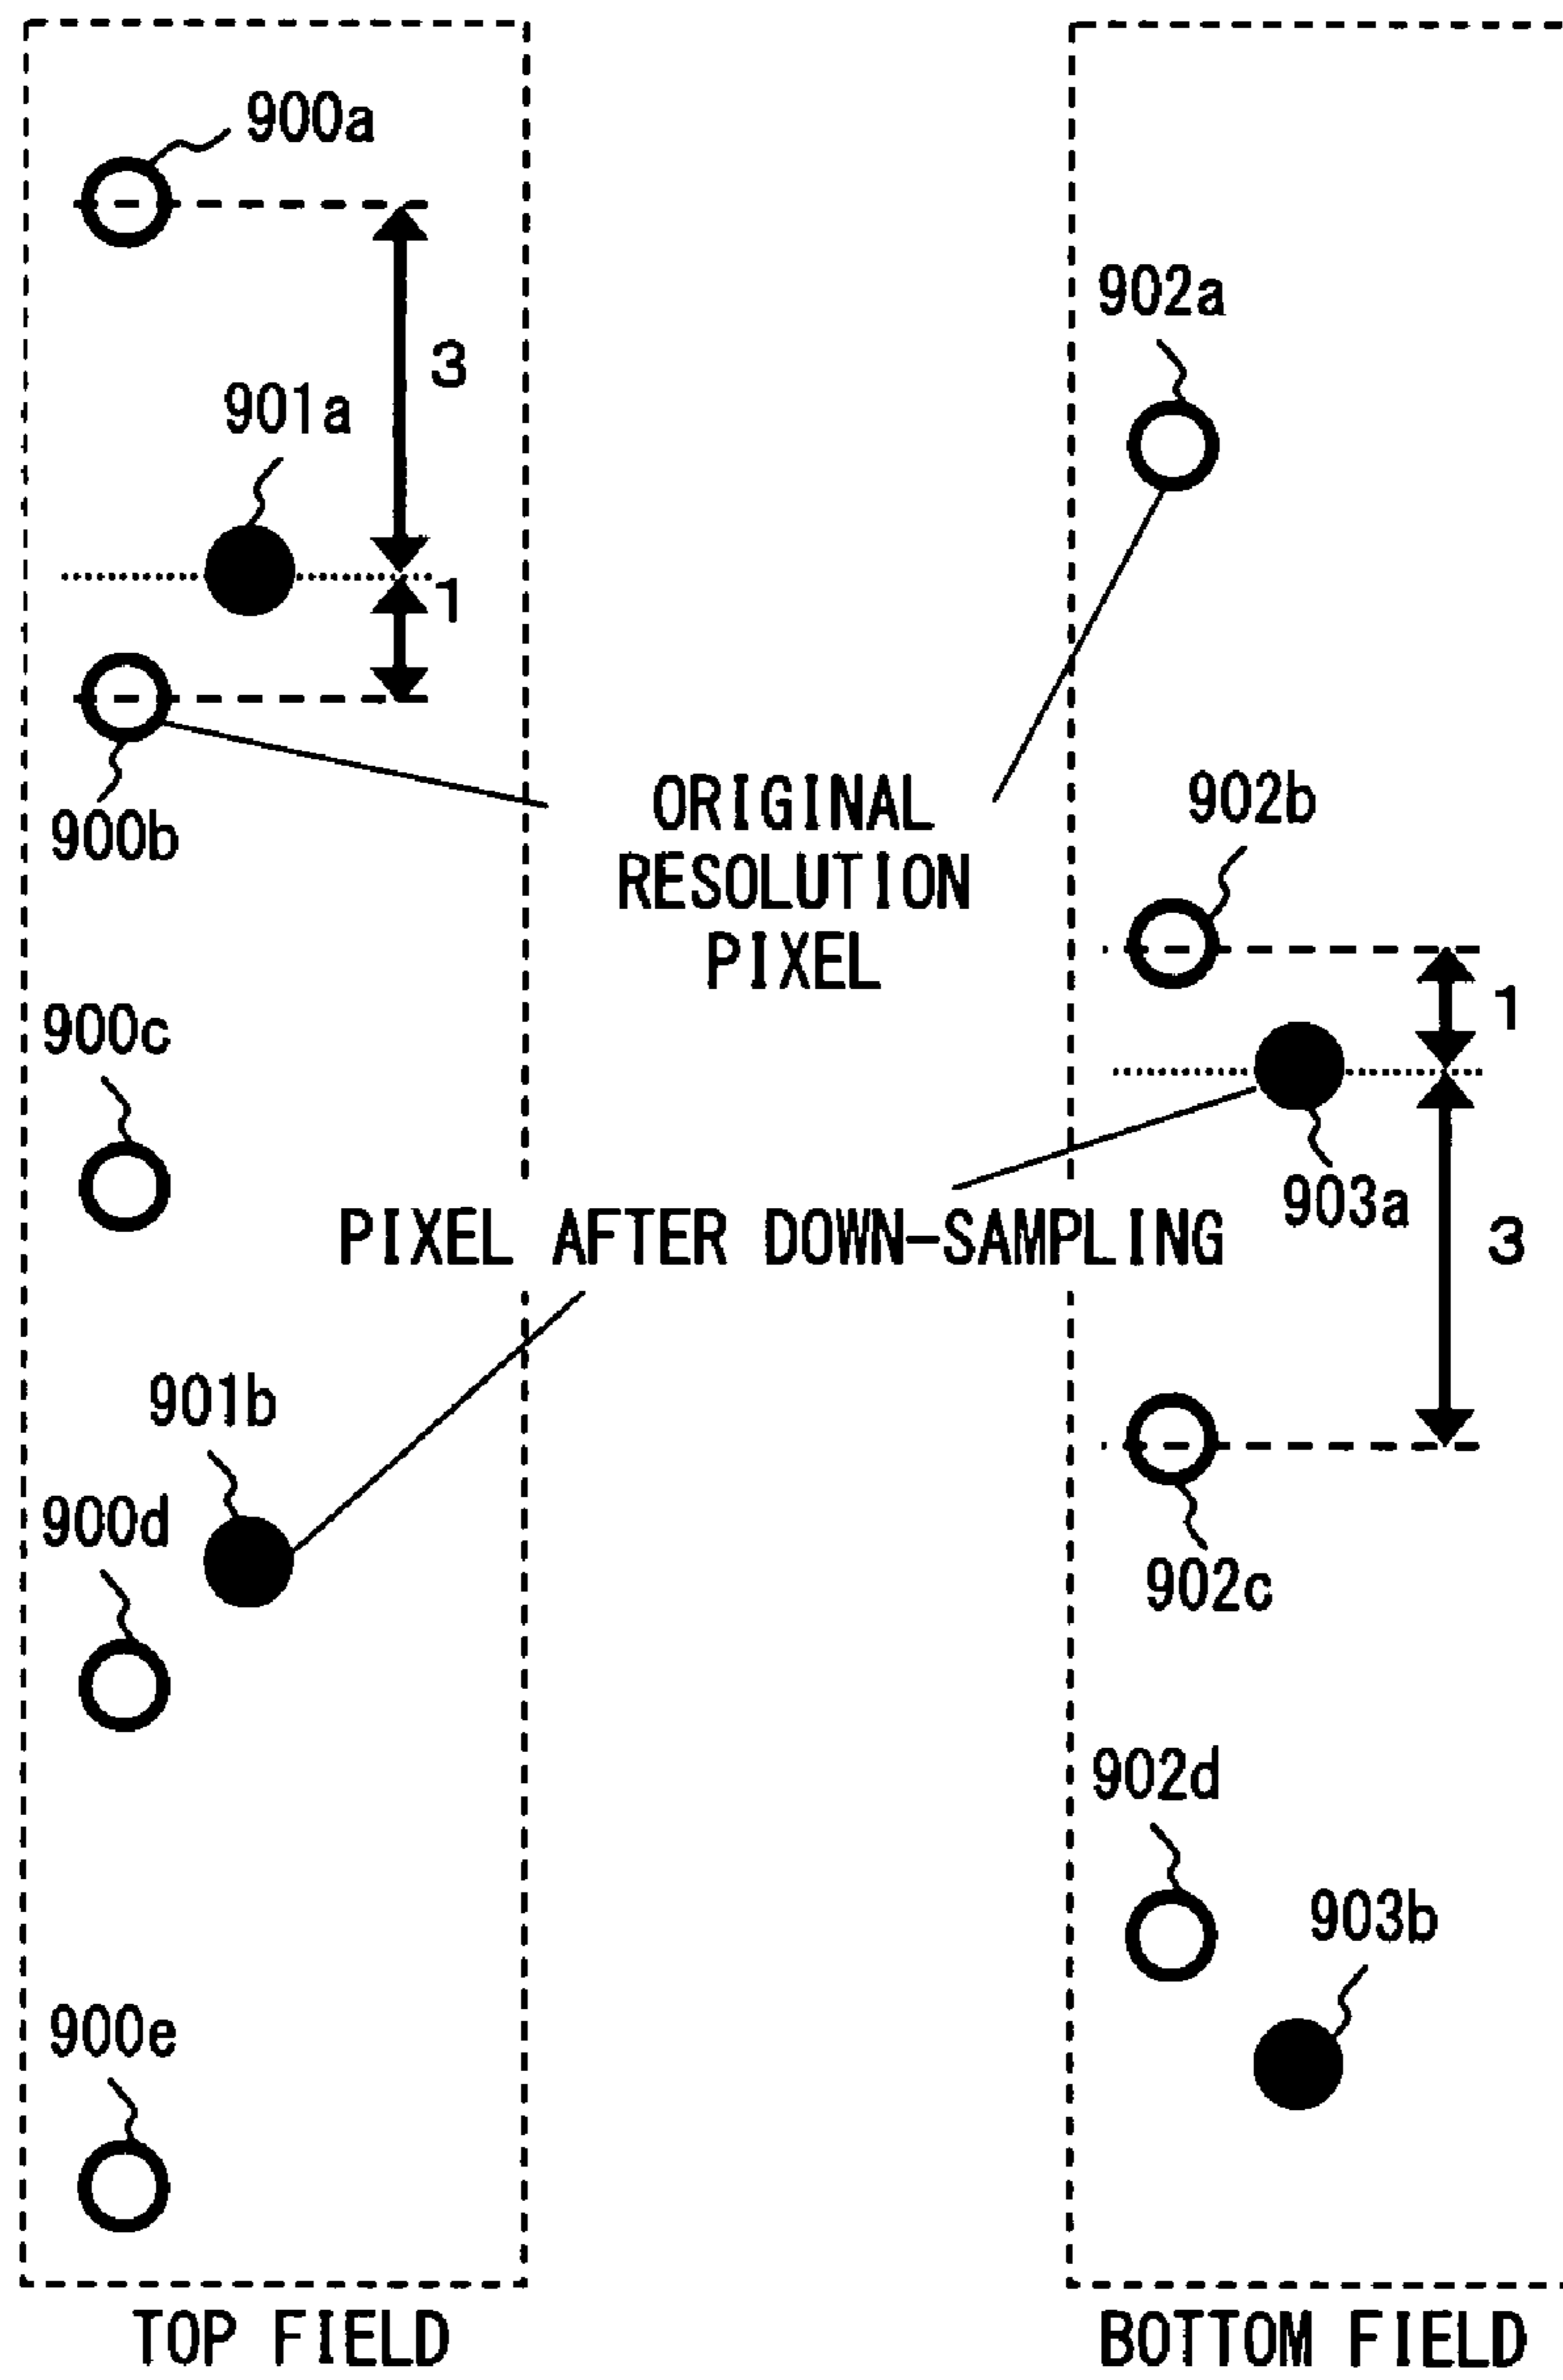 900a
902a
3
901a
1
902b
ORIGINAL
RESOLUTION
PIXEL
900b
1
900c
903a
PIXEL AFTER DOWN-SAMPLING
3
901b
900d
902c
902d
903b
900e
TOP FIELD
BOTTOM FIELD